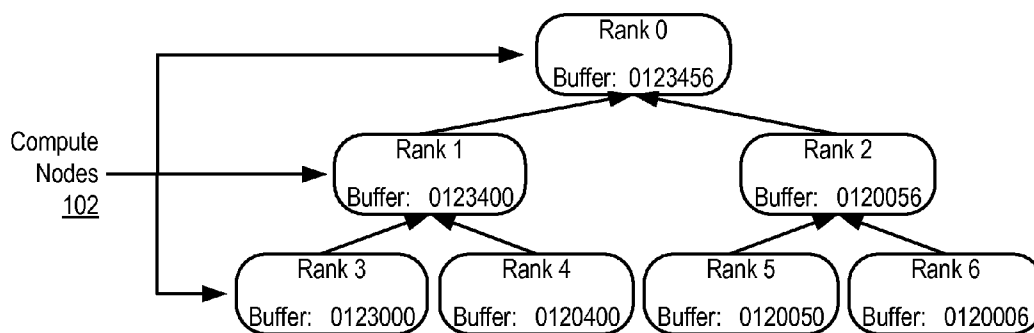 Rank 0
Buffer: 0123456
Compute
Nodes
102
Rank 1
Buffer: 0123400
Rank 2
Buffer: 0120056
Rank 3
Buffer: 0123000
Rank 4
Buffer: 0120400
Rank 5
Buffer: 0120050
Rank 6
Buffer: 0120006